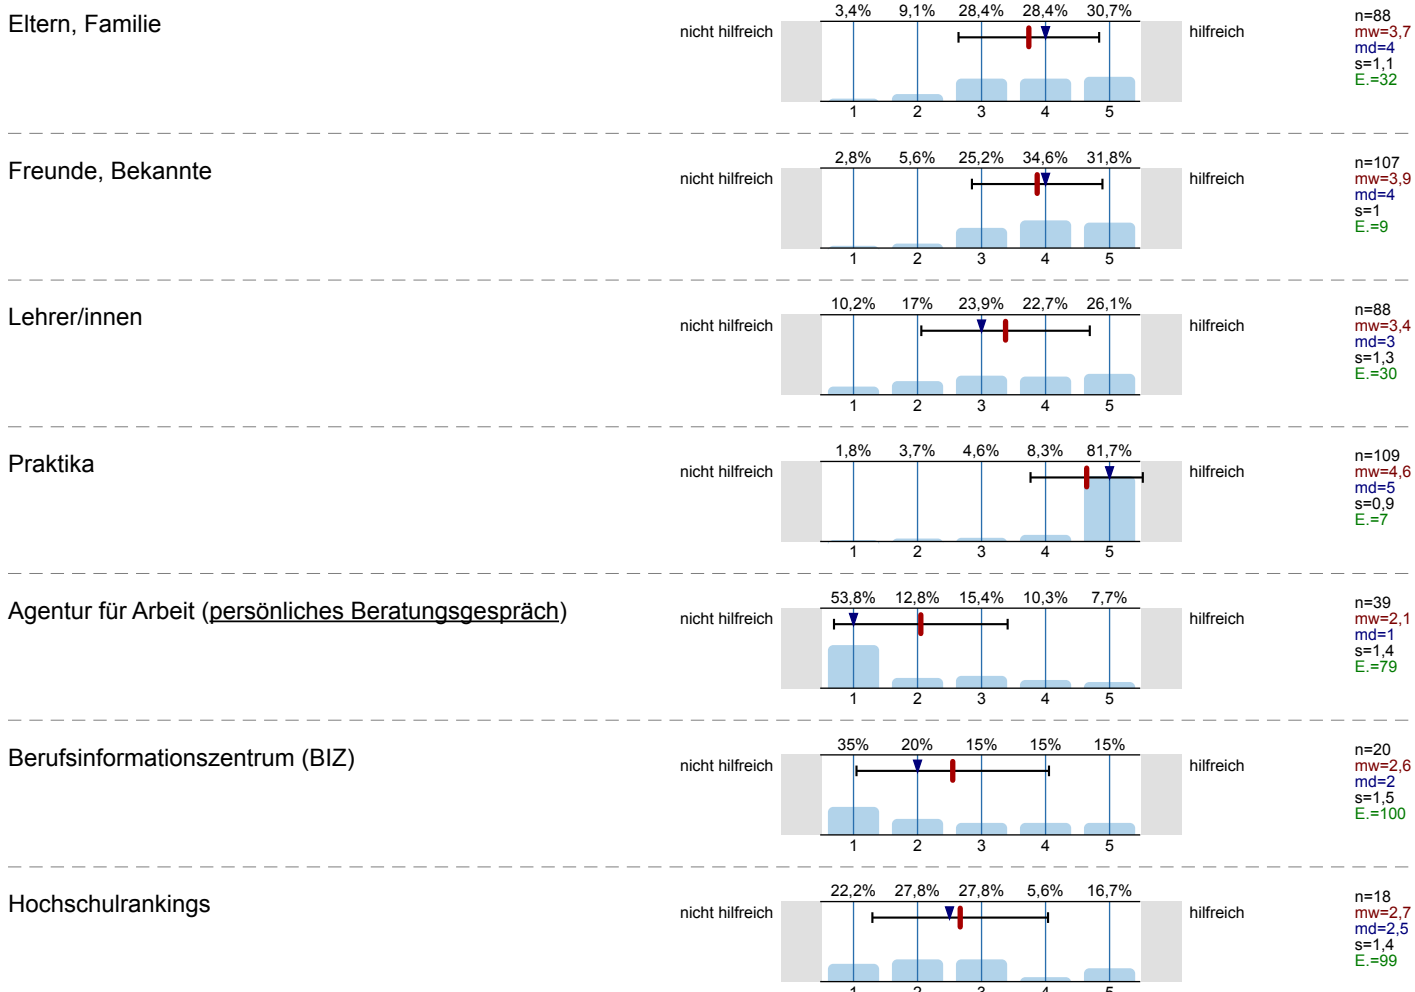 Eltern, Familie
nicht hilfreich
3,4% 9,1% 28,4% 28,4% 30,7%
1 2 3 4 5
hilfreich
n=88
mw=3,7
md=4
s=1,1
E.=32
Freunde, Bekannte
nicht hilfreich
2,8% 5,6% 25,2% 34,6% 31,8%
1 2 3 4 5
hilfreich
n=107
mw=3,9
md=4
s=1
E.=9
Lehrer/innen
nicht hilfreich
10,2% 17% 23,9% 22,7% 26,1%
1 2 3 4 5
hilfreich
n=88
mw=3,4
md=3
s=1,3
E.=30
Praktika
nicht hilfreich
1,8% 3,7% 4,6% 8,3% 81,7%
1 2 3 4 5
hilfreich
n=109
mw=4,6
md=5
s=0,9
E.=7
Agentur für Arbeit (persönliches Beratungsgespräch)
nicht hilfreich
53,8% 12,8% 15,4% 10,3% 7,7%
1 2 3 4 5
hilfreich
n=39
mw=2,1
md=1
s=1,4
E.=79
Berufsinformationszentrum (BIZ)
nicht hilfreich
35% 20% 15% 15% 15%
1 2 3 4 5
hilfreich
n=20
mw=2,6
md=2
s=1,5
E.=100
Hochschulrankings
nicht hilfreich
22,2% 27,8% 27,8% 5,6% 16,7%
1 2 3 4 5
hilfreich
n=18
mw=2,7
md=2,5
s=1,4
E.=99